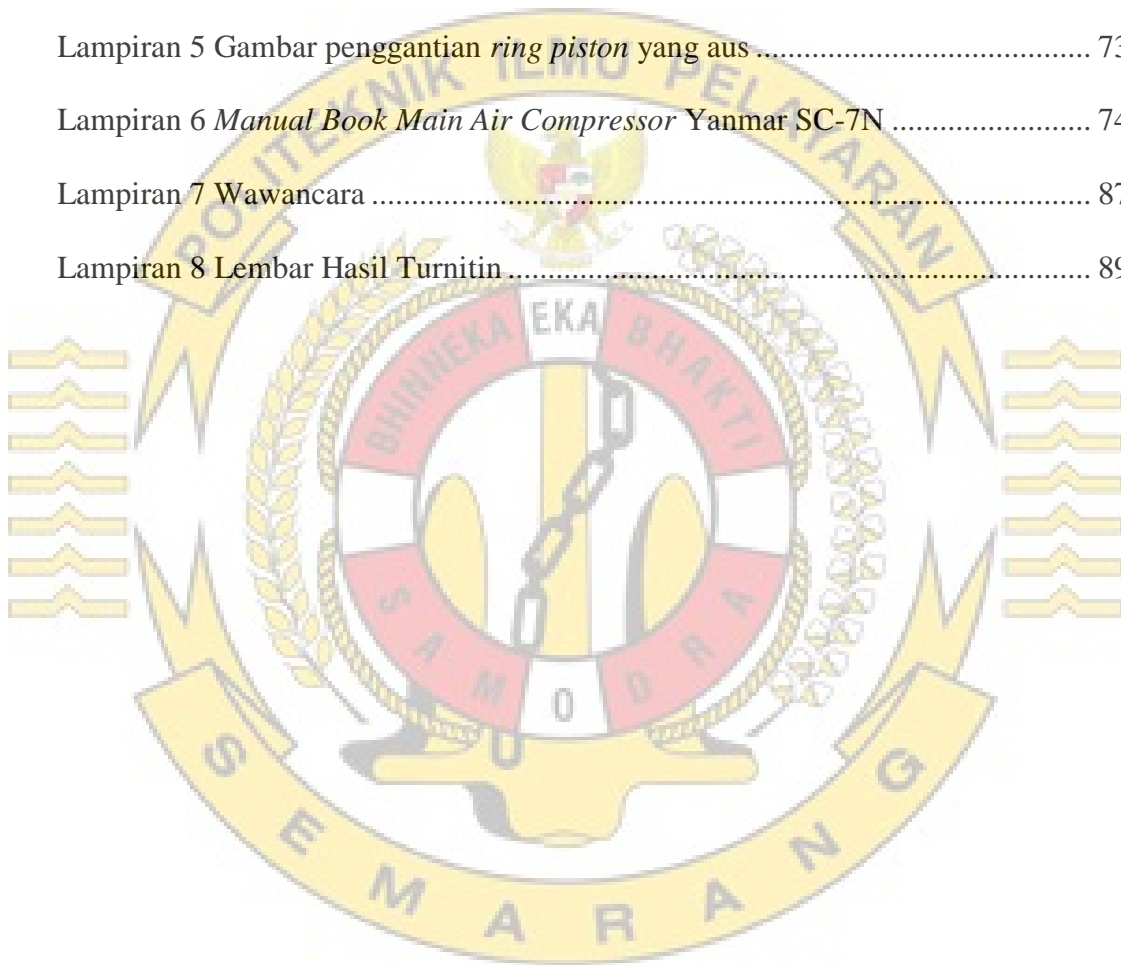 Lampiran 5 Gambar penggantian ring piston yang aus ........................................ 73
Lampiran 6 Manual Book Main Air Compressor Yanmar SC-7N ........................ 74
Lampiran 7 Wawancara ........................................................................................ 87
Lampiran 8 Lembar Hasil Turnitin ....................................................................... 89
POLITEKNIK ILMU PELAYARAN
BHINNEKA EKA BHAKTI
SAMODRA
SEMARANG